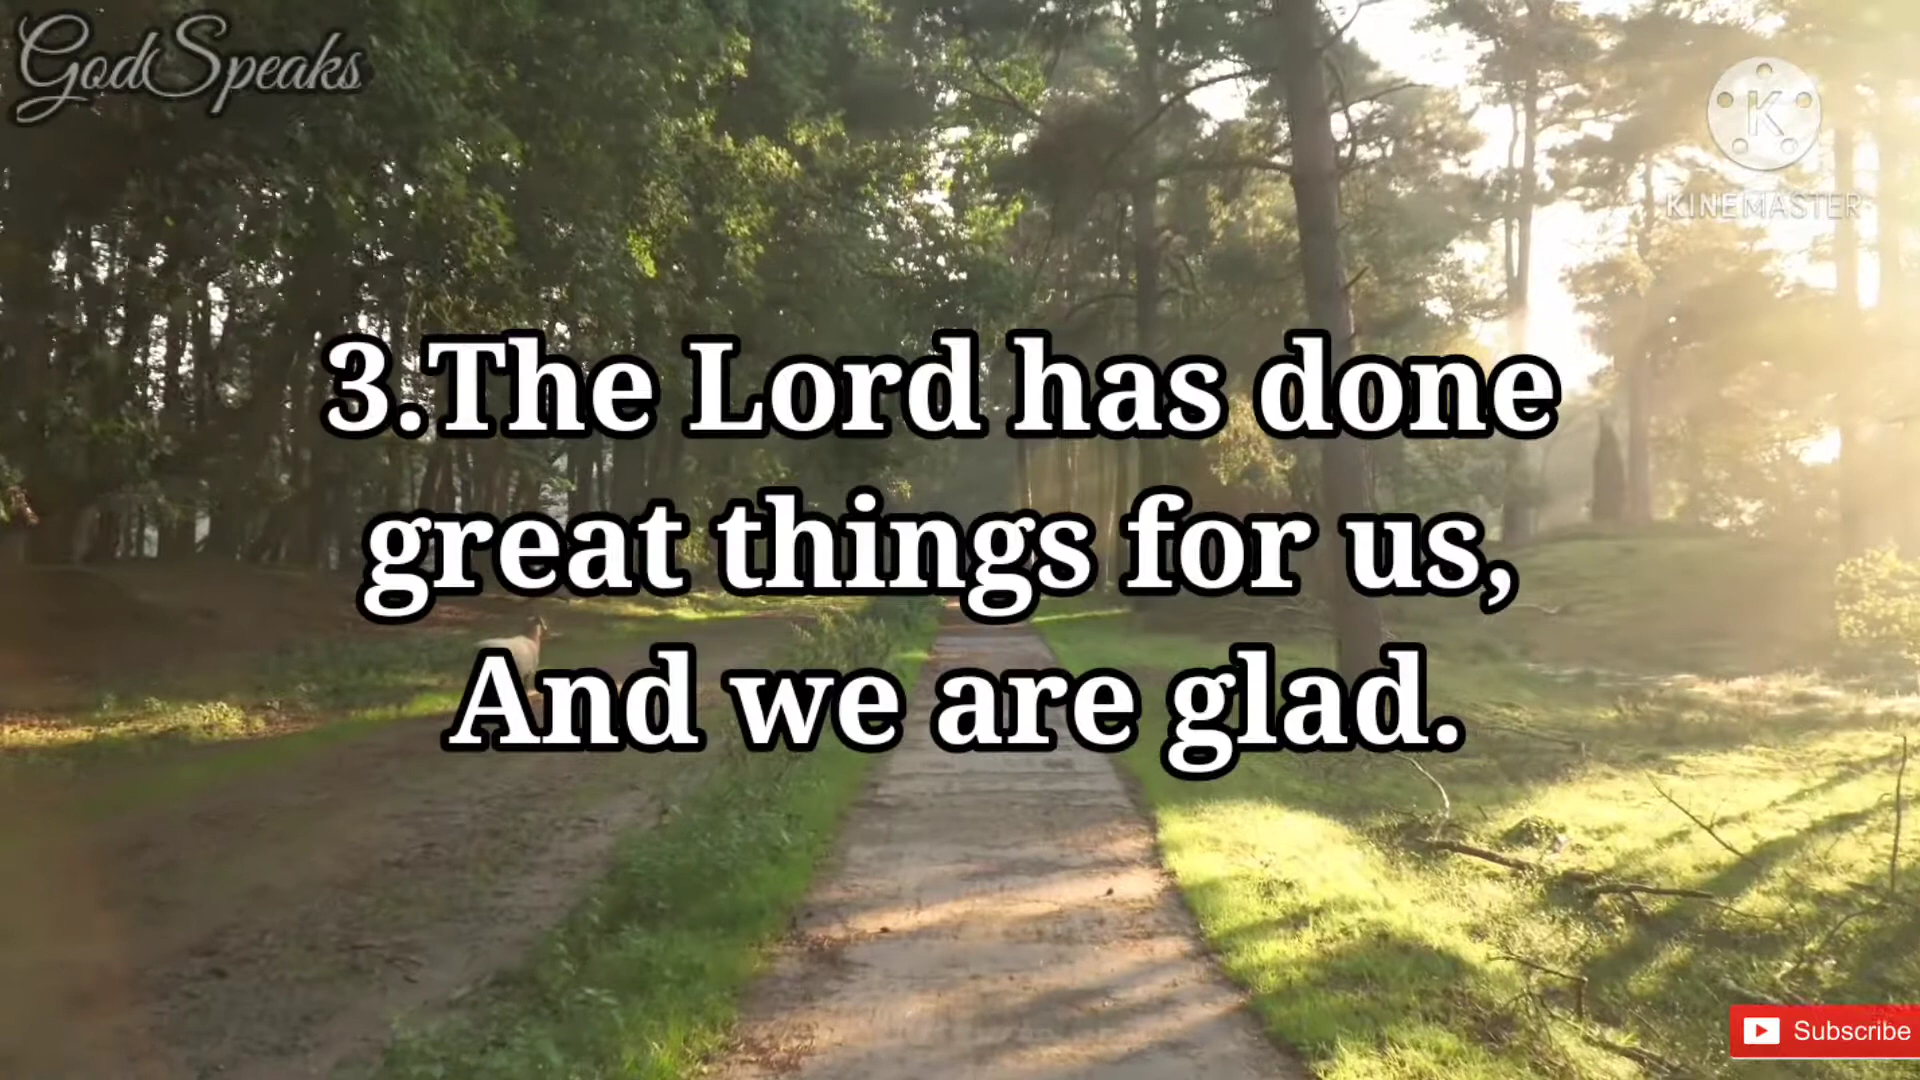 GodSpeaks
K
KINEMASTER
3.The Lord has done
great things for us,
And we are glad.
Subscribe